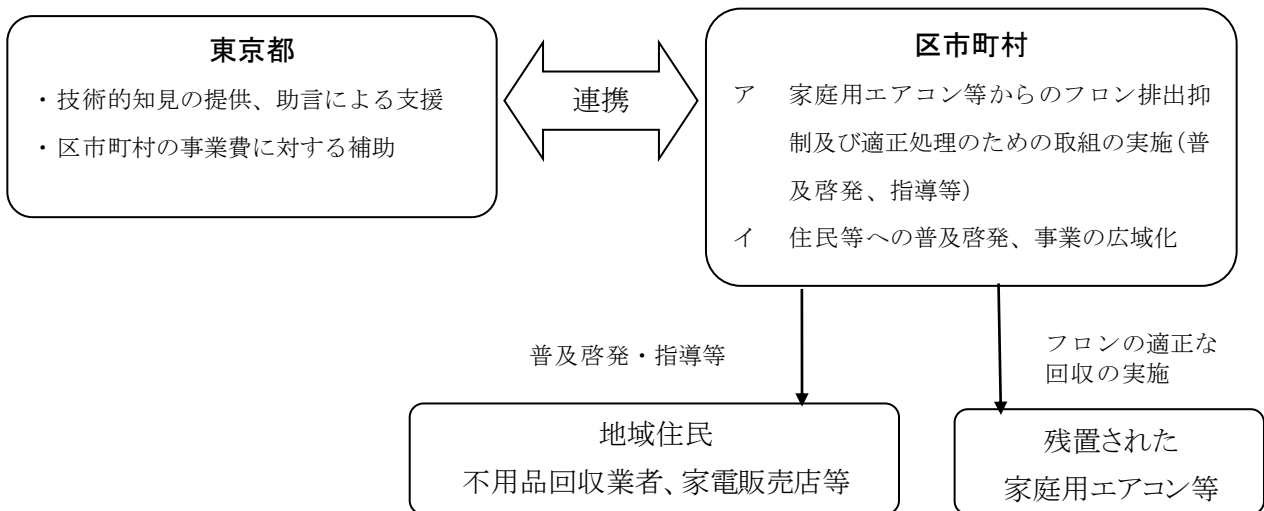 東京都
・技術的知見の提供、助言による支援
・区市町村の事業費に対する補助
連携
区市町村
ア 家庭用エアコン等からのフロン排出抑
制及び適正処理のための取組の実施(普
及啓発、指導等)
イ 住民等への普及啓発、事業の広域化
普及啓発・指導等
フロンの適正な
回収の実施
地域住民
不用品回収業者、家電販売店等
残置された
家庭用エアコン等